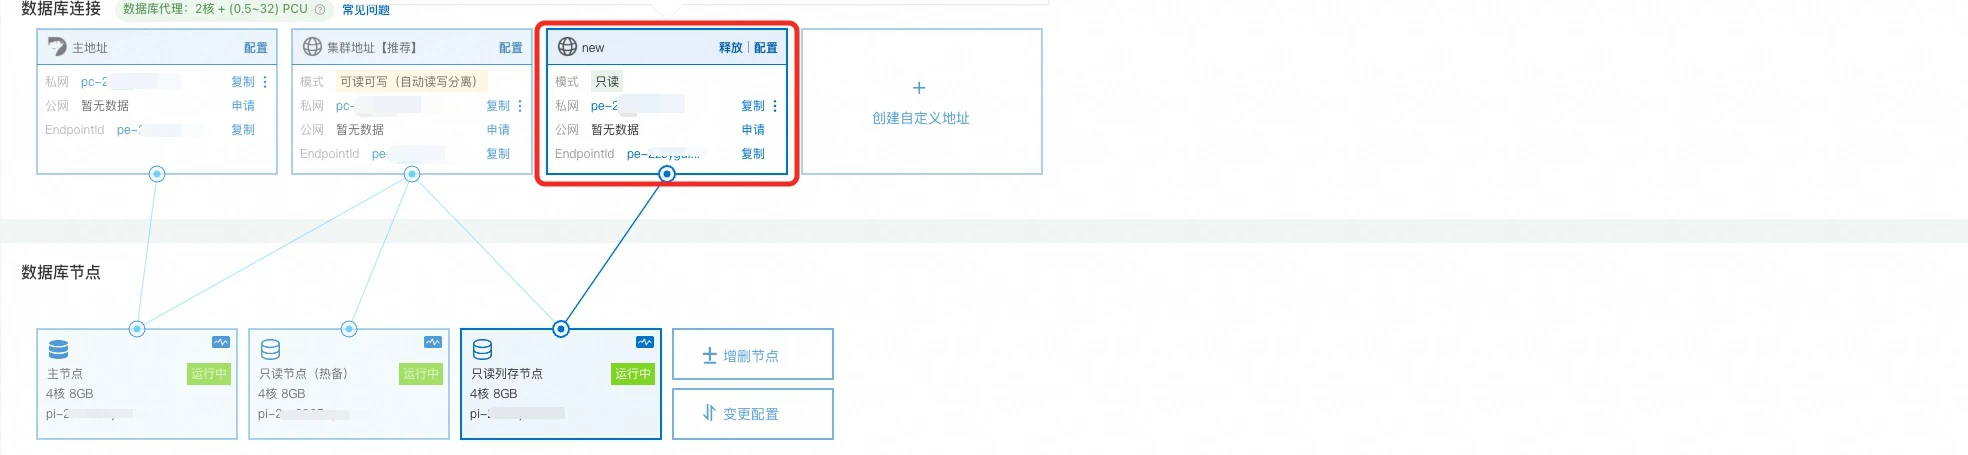 数据库连接 数据库代理：2核 + (0.5~32) PCU ? 常见问题
主地址 配置
私网 pc-2 复制
公网 暂无数据 申请
EndpointId pe-2 复制
集群地址【推荐】 配置
模式 可读可写（自动读写分离）
私网 pc- 复制
公网 暂无数据 申请
EndpointId pe- 复制
new 释放 | 配置
模式 只读
私网 pe-2 复制
公网 暂无数据 申请
EndpointId 复制
+
创建自定义地址
数据库节点
主节点 运行中
4核 8GB
pi-2
只读节点（热备） 运行中
4核 8GB
pi-2
只读列存节点 运行中
4核 8GB
pi-
增删节点
变更配置